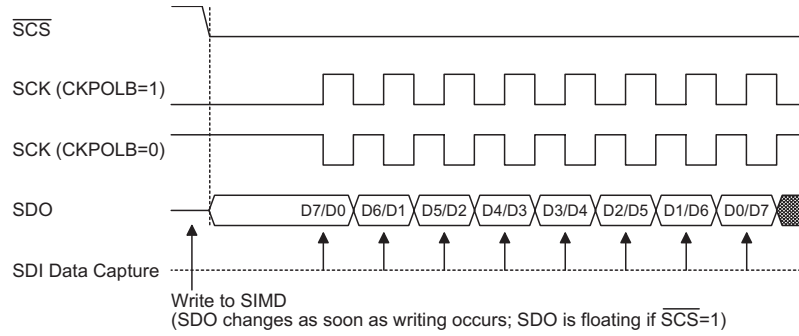 SCS
SCK (CKPOLB=1)
SCK (CKPOLB=0)
SDO
D7/D0 D6/D1 D5/D2 D4/D3 D3/D4 D2/D5 D1/D6 D0/D7
SDI Data Capture
Write to SIMD
(SDO changes as soon as writing occurs; SDO is floating if SCS=1)